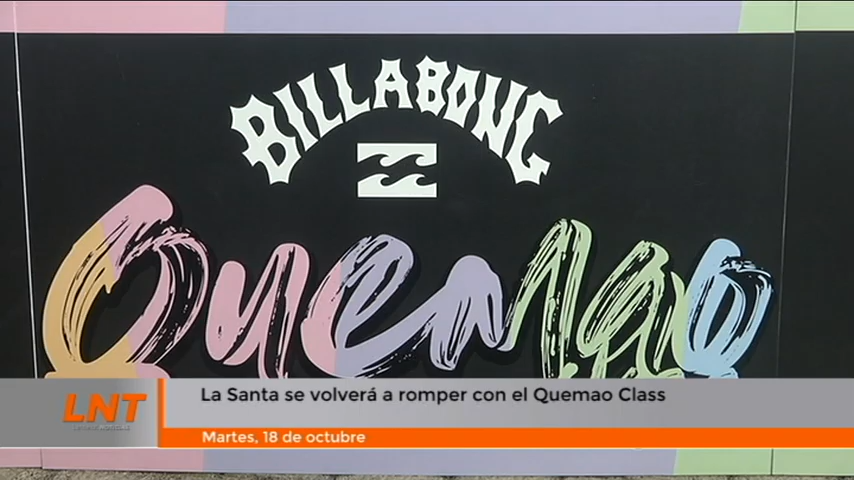 BILLABONG
Quemao
La Santa se volverá a romper con el Quemao Class
LNT
Martes, 18 de octubre